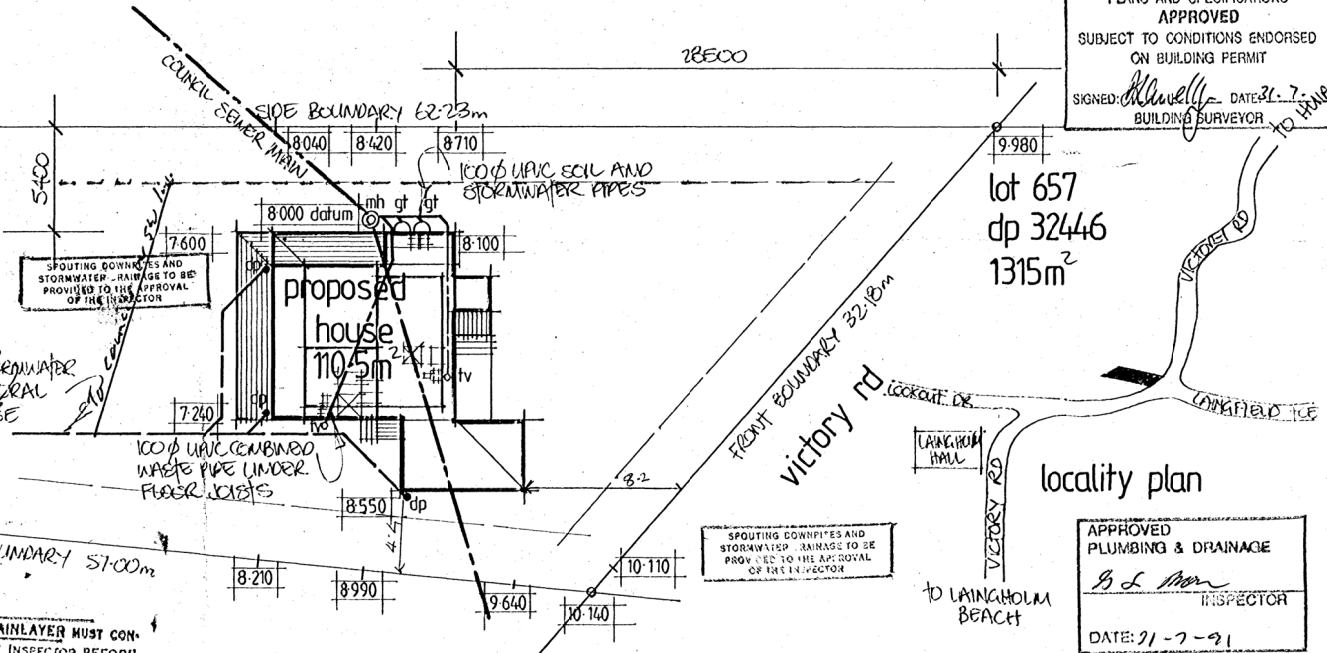 PLANS AND SPECIFICATIONS
APPROVED
SUBJECT TO CONDITIONS ENDORSED
ON BUILDING PERMIT
SIGNED: DATE: 31.7.
BUILDING SURVEYOR
TO HUIA
28500
COUNCIL SEWER MAIN
SIDE BOUNDARY 62.23m
8.040
8.420
8.710
9.980
5400
100ø UPVC SOIL AND
STORMWATER PIPES
lot 657
dp 32446
1315m²
8.000 datum
mh gt gt
7.600
8.100
SPOUTING DOWNPIPES AND
STORMWATER DRAINAGE TO BE
PROVIDED TO THE APPROVAL
OF THE INSPECTOR
dp
proposed
house
110.5m²
tv
VICTORY RD
FRONT BOUNDARY 32.18m
victory rd
LOOKOUT DR
LAINGFIELD TCE
7.240
dp
100ø UPVC COMBINED
WASTE PIPE UNDER
FLOOR JOISTS
LAINGHOLM
HALL
VICTORY RD
locality plan
8.2
8.550
dp
4.5
SPOUTING DOWNPIPES AND
STORMWATER DRAINAGE TO BE
PROVIDED TO THE APPROVAL
OF THE INSPECTOR
APPROVED
PLUMBING & DRAINAGE
INSPECTOR
DATE: 21-7-91
57.00m
8.210
8.990
9.640
10.110
10.140
TO LAINGHOLM
BEACH
MUST CON-
INSPECTOR BEFORE